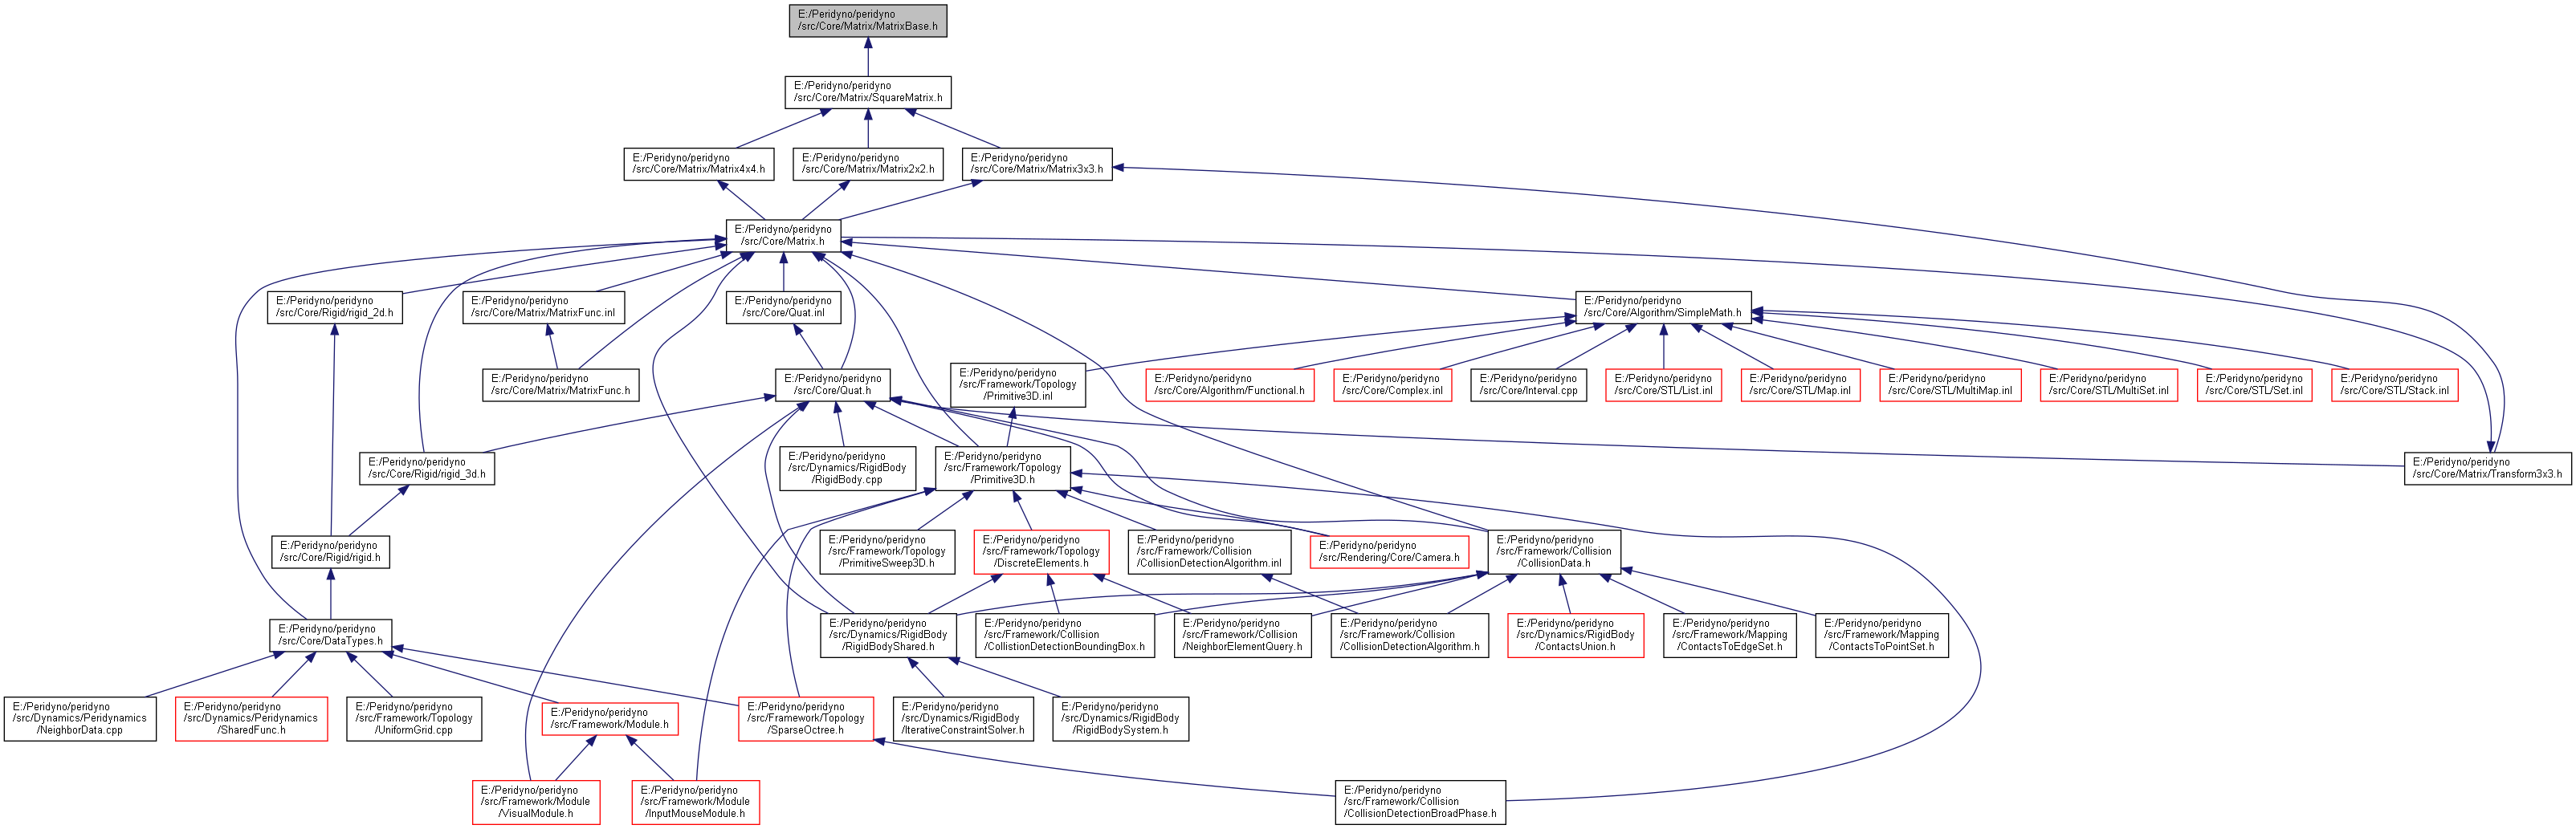 E:/Peridyno/peridyno
/src/Core/Matrix/MatrixBase.h
E:/Peridyno/peridyno
/src/Core/Matrix/SquareMatrix.h
E:/Peridyno/peridyno
/src/Core/Matrix/Matrix4x4.h
E:/Peridyno/peridyno
/src/Core/Matrix/Matrix2x2.h
E:/Peridyno/peridyno
/src/Core/Matrix/Matrix3x3.h
E:/Peridyno/peridyno
/src/Core/Matrix.h
E:/Peridyno/peridyno
/src/Core/Rigid/rigid_2d.h
E:/Peridyno/peridyno
/src/Core/Matrix/MatrixFunc.inl
E:/Peridyno/peridyno
/src/Core/Quat.inl
E:/Peridyno/peridyno
/src/Core/Algorithm/SimpleMath.h
E:/Peridyno/peridyno
/src/Core/Matrix/MatrixFunc.h
E:/Peridyno/peridyno
/src/Core/Quat.h
E:/Peridyno/peridyno
/src/Framework/Topology
/Primitive3D.inl
E:/Peridyno/peridyno
/src/Core/Algorithm/Functional.h
E:/Peridyno/peridyno
/src/Core/Complex.inl
E:/Peridyno/peridyno
/src/Core/Interval.cpp
E:/Peridyno/peridyno
/src/Core/STL/List.inl
E:/Peridyno/peridyno
/src/Core/STL/Map.inl
E:/Peridyno/peridyno
/src/Core/STL/MultiMap.inl
E:/Peridyno/peridyno
/src/Core/STL/MultiSet.inl
E:/Peridyno/peridyno
/src/Core/STL/Set.inl
E:/Peridyno/peridyno
/src/Core/STL/Stack.inl
E:/Peridyno/peridyno
/src/Core/Rigid/rigid_3d.h
E:/Peridyno/peridyno
/src/Dynamics/RigidBody
/RigidBody.cpp
E:/Peridyno/peridyno
/src/Framework/Topology
/Primitive3D.h
E:/Peridyno/peridyno
/src/Core/Matrix/Transform3x3.h
E:/Peridyno/peridyno
/src/Core/Rigid/rigid.h
E:/Peridyno/peridyno
/src/Framework/Topology
/PrimitiveSweep3D.h
E:/Peridyno/peridyno
/src/Framework/Topology
/DiscreteElements.h
E:/Peridyno/peridyno
/src/Framework/Collision
/CollisionDetectionAlgorithm.inl
E:/Peridyno/peridyno
/src/Rendering/Core/Camera.h
E:/Peridyno/peridyno
/src/Framework/Collision
/CollisionData.h
E:/Peridyno/peridyno
/src/Core/DataTypes.h
E:/Peridyno/peridyno
/src/Dynamics/RigidBody
/RigidBodyShared.h
E:/Peridyno/peridyno
/src/Framework/Collision
/CollistionDetectionBoundingBox.h
E:/Peridyno/peridyno
/src/Framework/Collision
/NeighborElementQuery.h
E:/Peridyno/peridyno
/src/Framework/Collision
/CollisionDetectionAlgorithm.h
E:/Peridyno/peridyno
/src/Dynamics/RigidBody
/ContactsUnion.h
E:/Peridyno/peridyno
/src/Framework/Mapping
/ContactsToEdgeSet.h
E:/Peridyno/peridyno
/src/Framework/Mapping
/ContactsToPointSet.h
E:/Peridyno/peridyno
/src/Dynamics/Peridynamics
/NeighborData.cpp
E:/Peridyno/peridyno
/src/Dynamics/Peridynamics
/SharedFunc.h
E:/Peridyno/peridyno
/src/Framework/Topology
/UniformGrid.cpp
E:/Peridyno/peridyno
/src/Framework/Module.h
E:/Peridyno/peridyno
/src/Framework/Topology
/SparseOctree.h
E:/Peridyno/peridyno
/src/Dynamics/RigidBody
/IterativeConstraintSolver.h
E:/Peridyno/peridyno
/src/Dynamics/RigidBody
/RigidBodySystem.h
E:/Peridyno/peridyno
/src/Framework/Module
/VisualModule.h
E:/Peridyno/peridyno
/src/Framework/Module
/InputMouseModule.h
E:/Peridyno/peridyno
/src/Framework/Collision
/CollisionDetectionBroadPhase.h